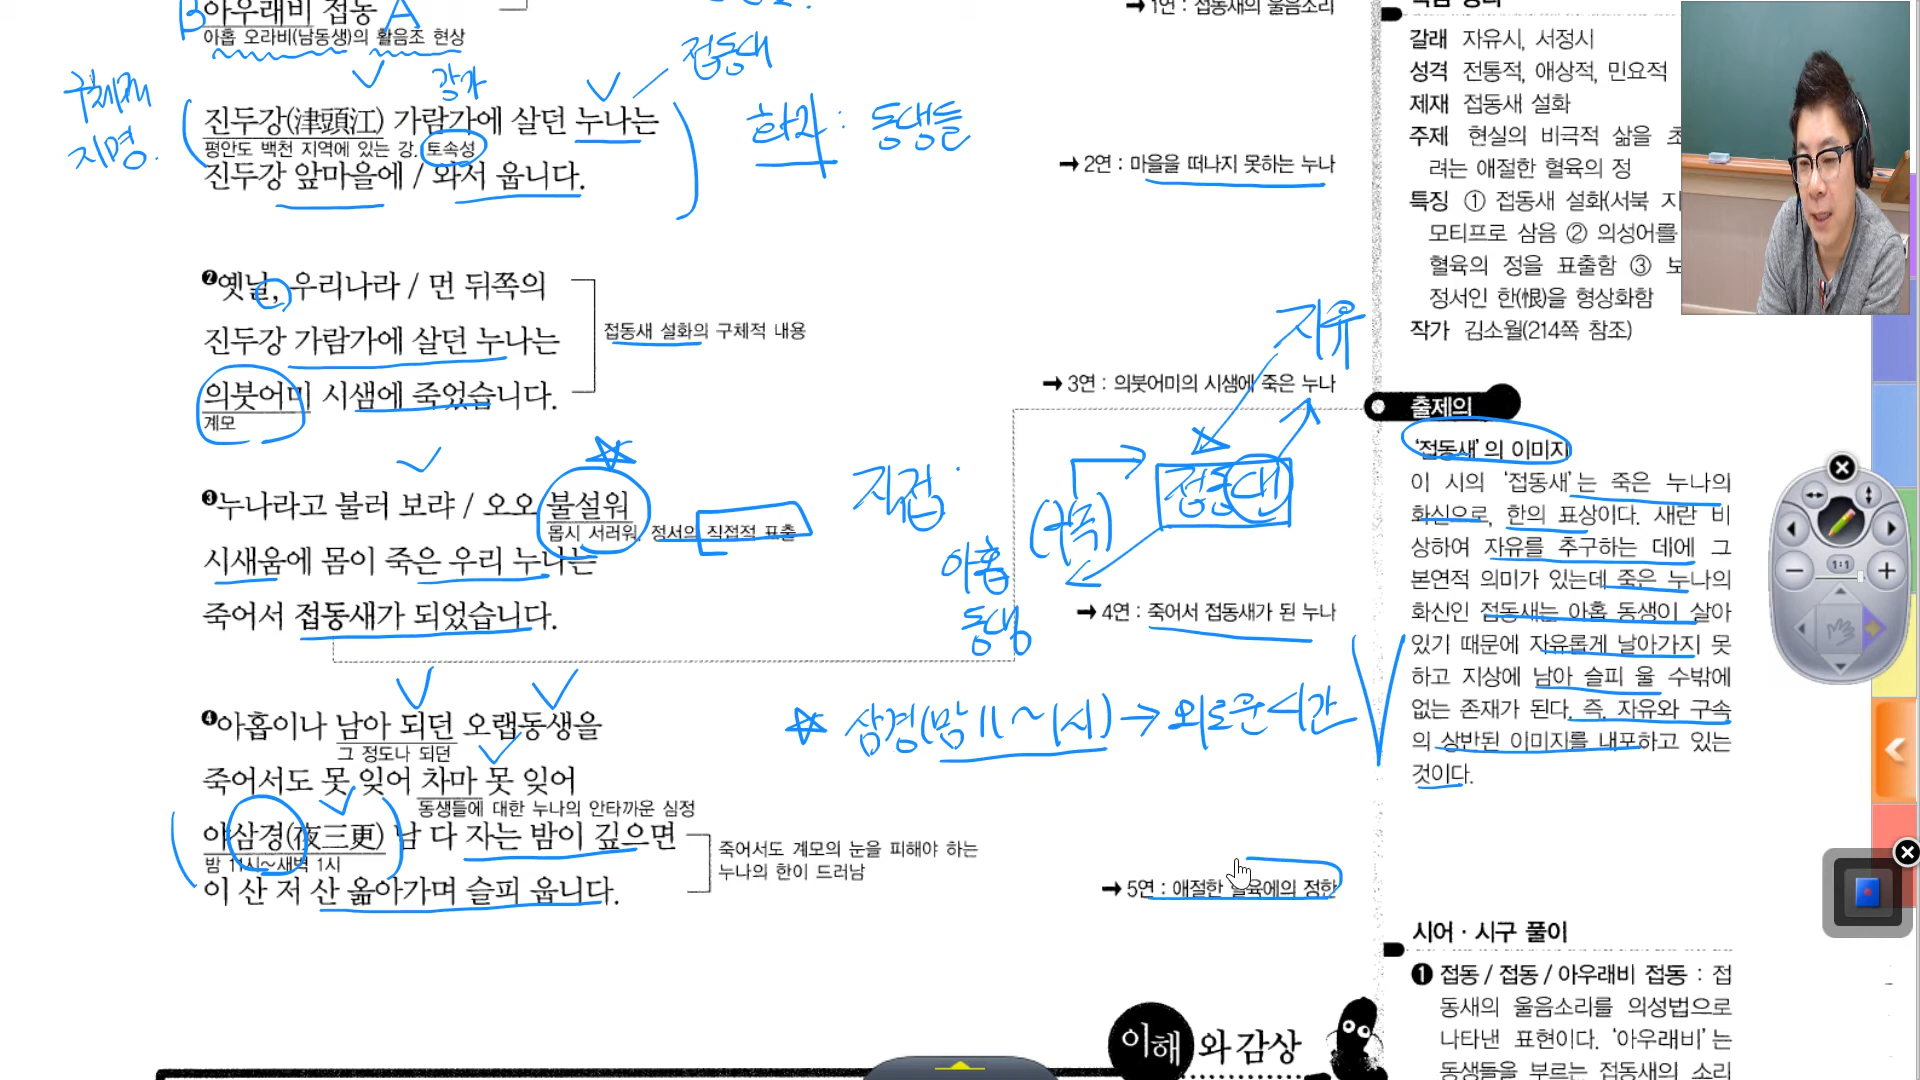 B
아우래비 접동
A
아홉 오라비(남동생)의 활음조 현상
➞ 1연 : 접동새의 울음소리
구체적
지명.
강가
접동새
진두강(津頭江) 가람가에 살던 누나는
평안도 백천 지역에 있는 강. 토속성
진두강 앞마을에 / 와서 웁니다.
화자 : 동생들
➞ 2연 : 마을을 떠나지 못하는 누나
❷옛날, 우리나라 / 먼 뒤쪽의
진두강 가람가에 살던 누나는
의붓어미 시샘에 죽었습니다.
계모
접동새 설화의 구체적 내용
➞ 3연 : 의붓어미의 시샘에 죽은 누나
❸누나라고 불러 보랴 / 오오 불설워
몹시 서러워, 정서의 직접적 표출
시새움에 몸이 죽은 우리 누나는
죽어서 접동새가 되었습니다.
직접
자유
(구속)
접동새
아홉
동생
➞ 4연 : 죽어서 접동새가 된 누나
❹아홉이나 남아 되던 오랩동생을
그 정도나 되던
죽어서도 못 잊어 차마 못 잊어
동생들에 대한 누나의 안타까운 심정
야삼경(夜三更) 남 다 자는 밤이 깊으면
밤 11시~새벽 1시
이 산 저 산 옮아가며 슬피 웁니다.
죽어서도 계모의 눈을 피해야 하는
누나의 한이 드러남
삼경(밤 11~1시) → 외로운 시간
➞ 5연 : 애절한 혈육에의 정한
갈래 자유시, 서정시
성격 전통적, 애상적, 민요적
제재 접동새 설화
주제 현실의 비극적 삶을 초
려는 애절한 혈육의 정
특징 ① 접동새 설화(서북 지
모티프로 삼음 ② 의성어를
혈육의 정을 표출함 ③ 보
정서인 한(恨)을 형상화함
작가 김소월(214쪽 참조)
출제의
'접동새'의 이미지
이 시의 '접동새'는 죽은 누나의
화신으로, 한의 표상이다. 새란 비
상하여 자유를 추구하는 데에 그
본연적 의미가 있는데 죽은 누나의
화신인 접동새는 아홉 동생이 살아
있기 때문에 자유롭게 날아가지 못
하고 지상에 남아 슬피 울 수밖에
없는 존재가 된다. 즉, 자유와 구속
의 상반된 이미지를 내포하고 있는
것이다.
시어 · 시구 풀이
❶ 접동 / 접동 / 아우래비 접동 : 접
동새의 울음소리를 의성법으로
나타낸 표현이다. '아우래비'는
동생들을 부르는 접동새의 소리
이해와 감상
1:1